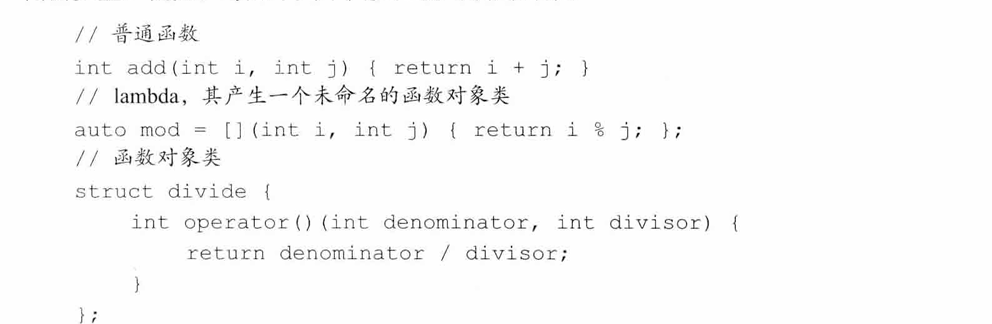 // 普通函数
int add(int i, int j) { return i + j; }
// lambda，其产生一个未命名的函数对象类
auto mod = [](int i, int j) { return i % j; };
// 函数对象类
struct divide {
int operator()(int denominator, int divisor) {
return denominator / divisor;
}
};